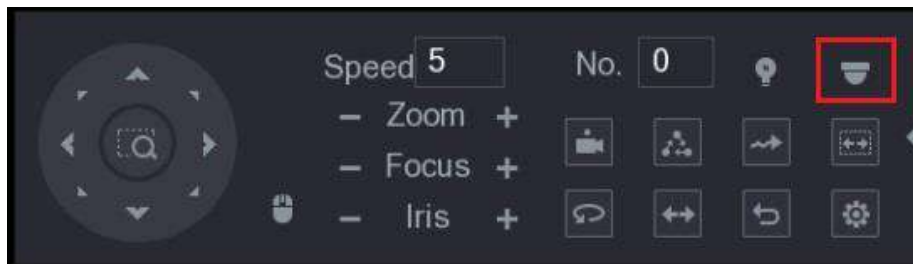 Speed 5
No. 0
- Zoom +
- Focus +
- Iris +